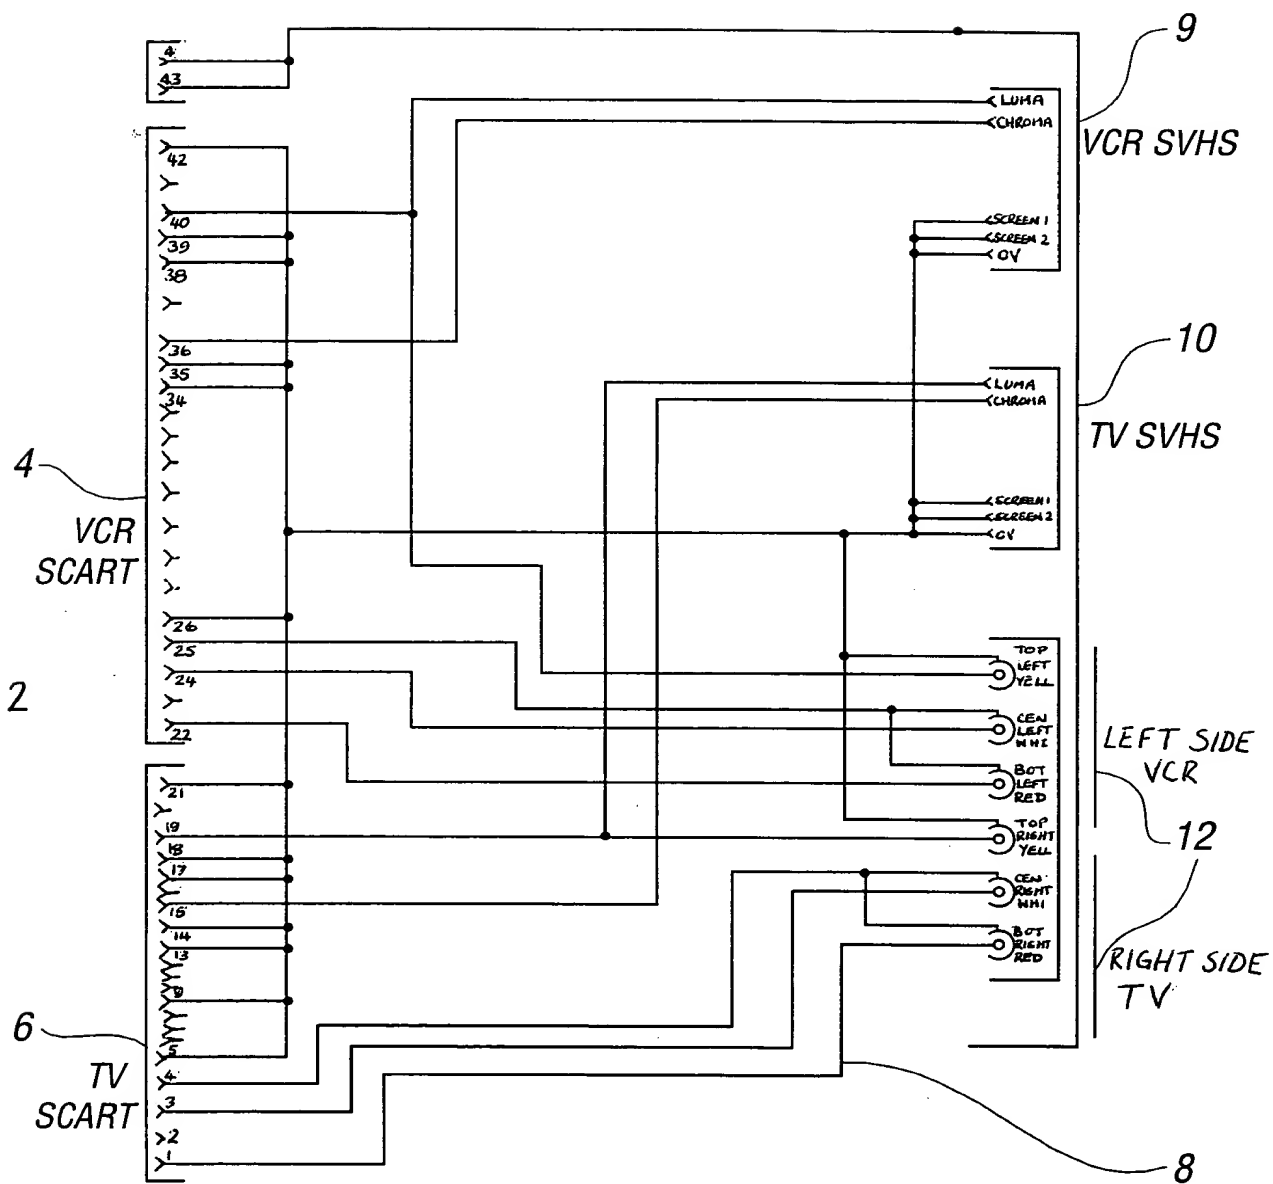 4
43
42
40
39
38
36
35
34
26
25
24
22
21
19
18
17
15
14
13
9
5
4
3
2
1
4
VCR
SCART
2
6
TV
SCART
LUMA
CHROMA
SCREEN 1
SCREEN 2
0V
9
VCR SVHS
LUMA
CHROMA
SCREEN 1
SCREEN 2
0V
10
TV SVHS
TOP
LEFT
YELL
CEN
LEFT
WHI
BOT
LEFT
RED
TOP
RIGHT
YELL
CEN
RIGHT
WHI
BOT
RIGHT
RED
LEFT SIDE
VCR
12
RIGHT SIDE
TV
8